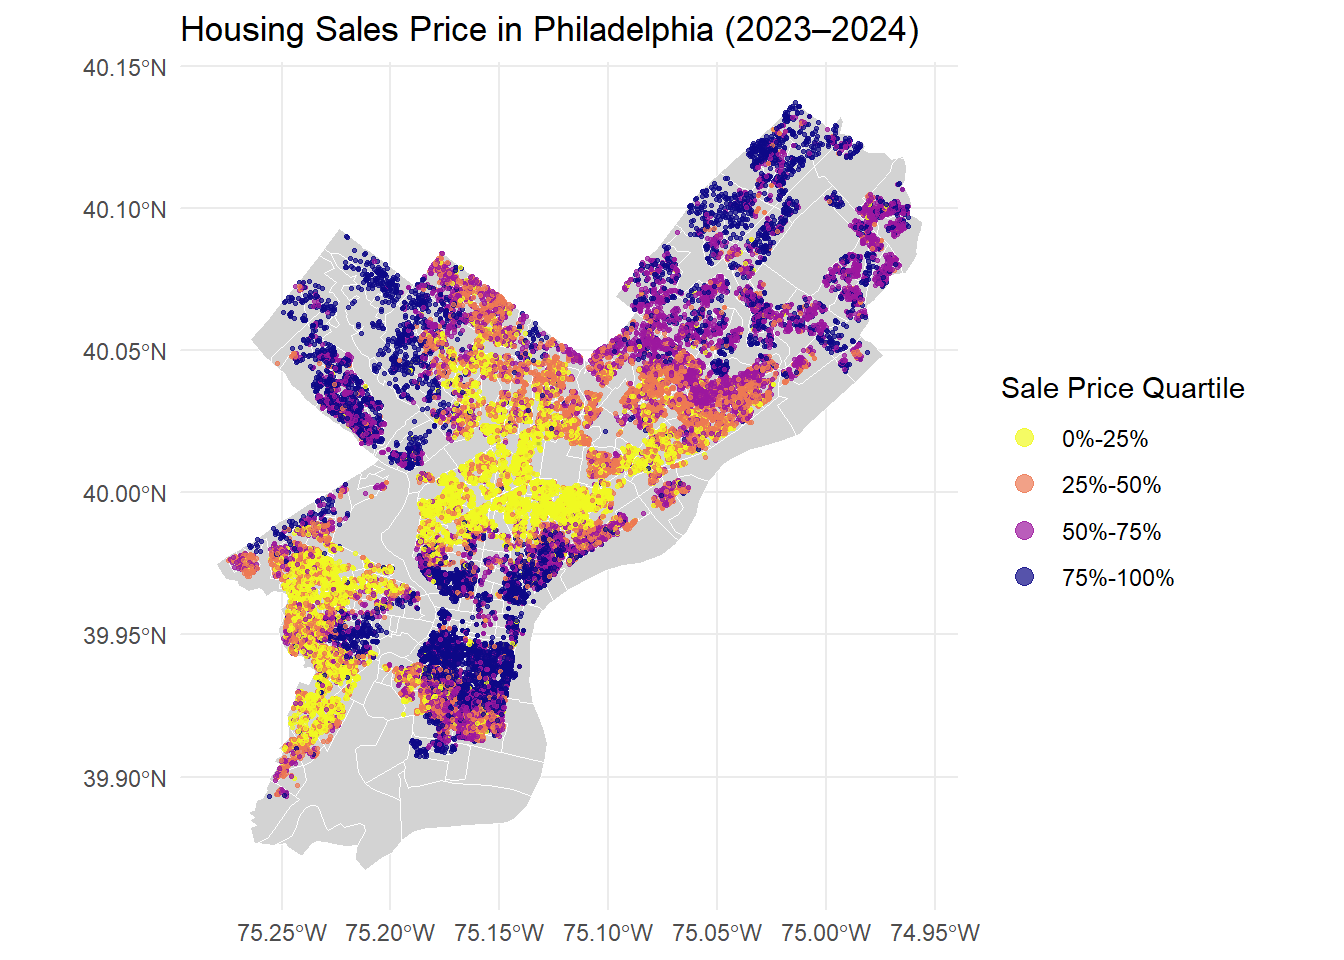 Housing Sales Price in Philadelphia (2023–2024)
40.15°N
40.10°N
40.05°N
40.00°N
39.95°N
39.90°N
75.25°W 75.20°W 75.15°W 75.10°W 75.05°W 75.00°W 74.95°W
Sale Price Quartile
0%-25%
25%-50%
50%-75%
75%-100%